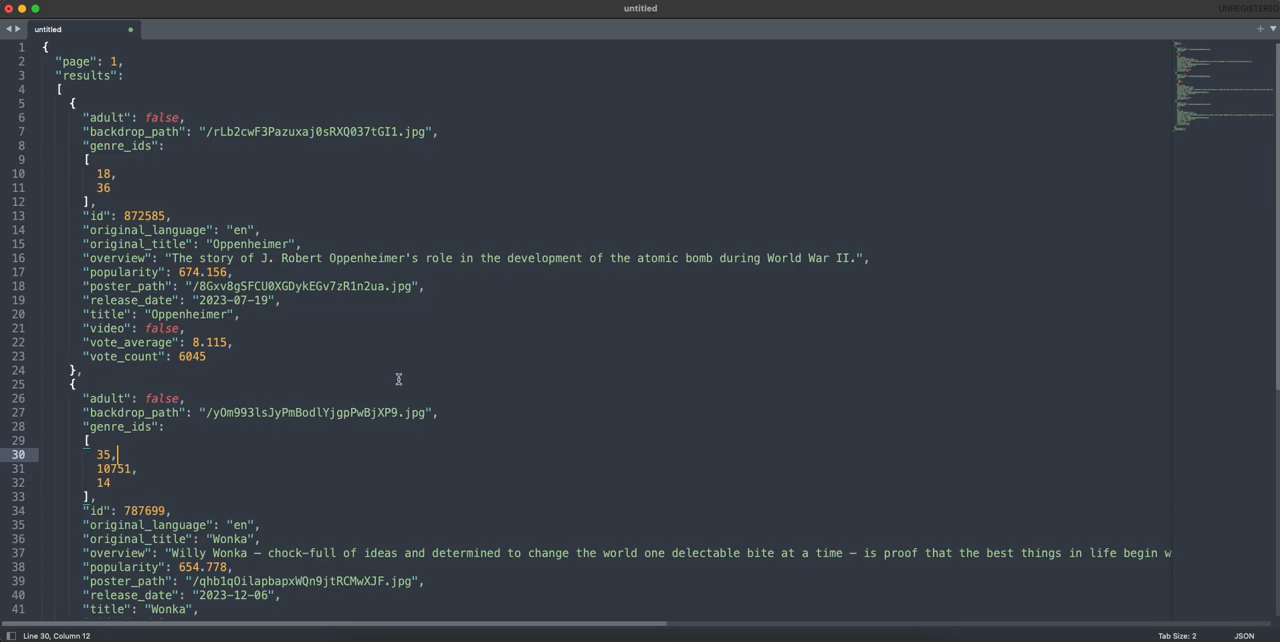 untitled
UNREGISTERED
untitled
1 {
2 "page": 1,
3 "results":
4 [
5 {
6 "adult": false,
7 "backdrop_path": "/rLb2cwF3Pazuxaj0sRXQ037tGI1.jpg",
8 "genre_ids":
9 [
10 18,
11 36
12 ],
13 "id": 872585,
14 "original_language": "en",
15 "original_title": "Oppenheimer",
16 "overview": "The story of J. Robert Oppenheimer's role in the development of the atomic bomb during World War II.",
17 "popularity": 674.156,
18 "poster_path": "/8Gxv8gSFCU0XGDykEGv7zR1n2ua.jpg",
19 "release_date": "2023-07-19",
20 "title": "Oppenheimer",
21 "video": false,
22 "vote_average": 8.115,
23 "vote_count": 6045
24 },
25 {
26 "adult": false,
27 "backdrop_path": "/yOm993lsJyPmBodlYjgpPwBjXP9.jpg",
28 "genre_ids":
29 [
30 35,
31 10751,
32 14
33 ],
34 "id": 787699,
35 "original_language": "en",
36 "original_title": "Wonka",
37 "overview": "Willy Wonka – chock-full of ideas and determined to change the world one delectable bite at a time – is proof that the best things in life begin w
38 "popularity": 654.778,
39 "poster_path": "/qhb1qOilapbapxWQn9jtRCMwXJF.jpg",
40 "release_date": "2023-12-06",
41 "title": "Wonka",
Line 30, Column 12
Tab Size: 2
JSON